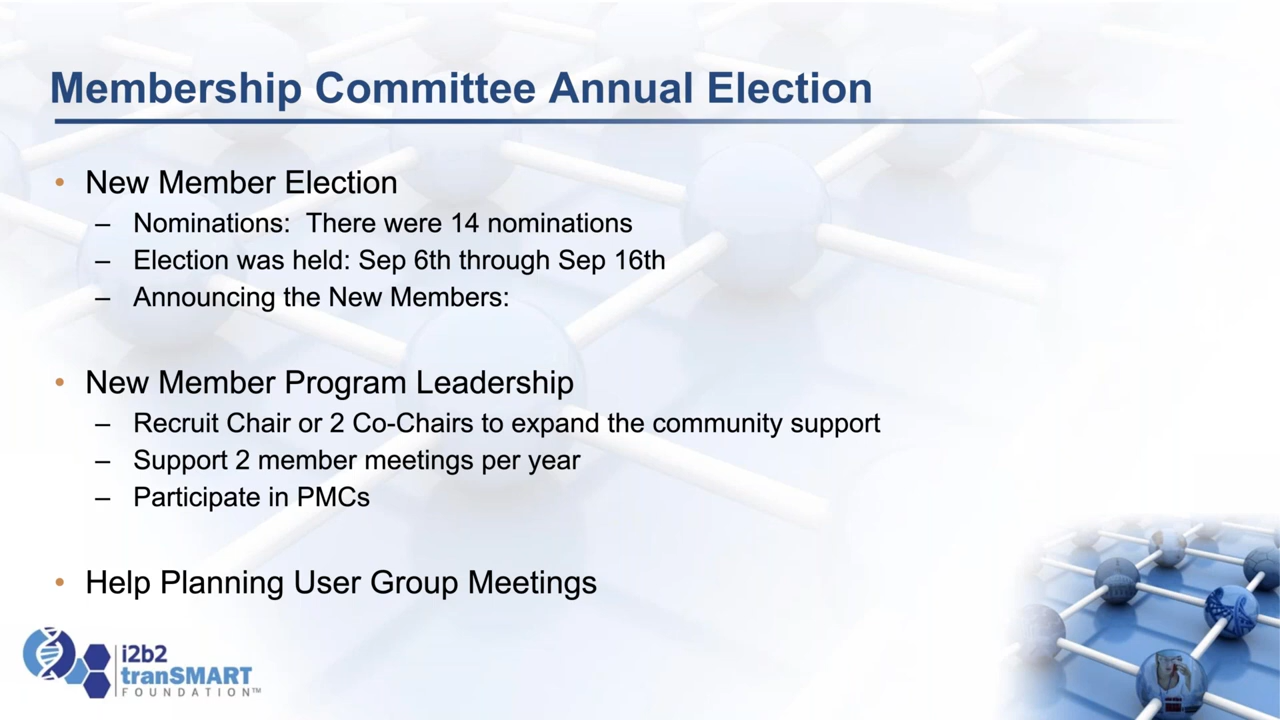 Membership Committee Annual Election
• New Member Election
– Nominations:  There were 14 nominations
– Election was held: Sep 6th through Sep 16th
– Announcing the New Members:
• New Member Program Leadership
– Recruit Chair or 2 Co-Chairs to expand the community support
– Support 2 member meetings per year
– Participate in PMCs
• Help Planning User Group Meetings
i2b2
tranSMART
FOUNDATION™